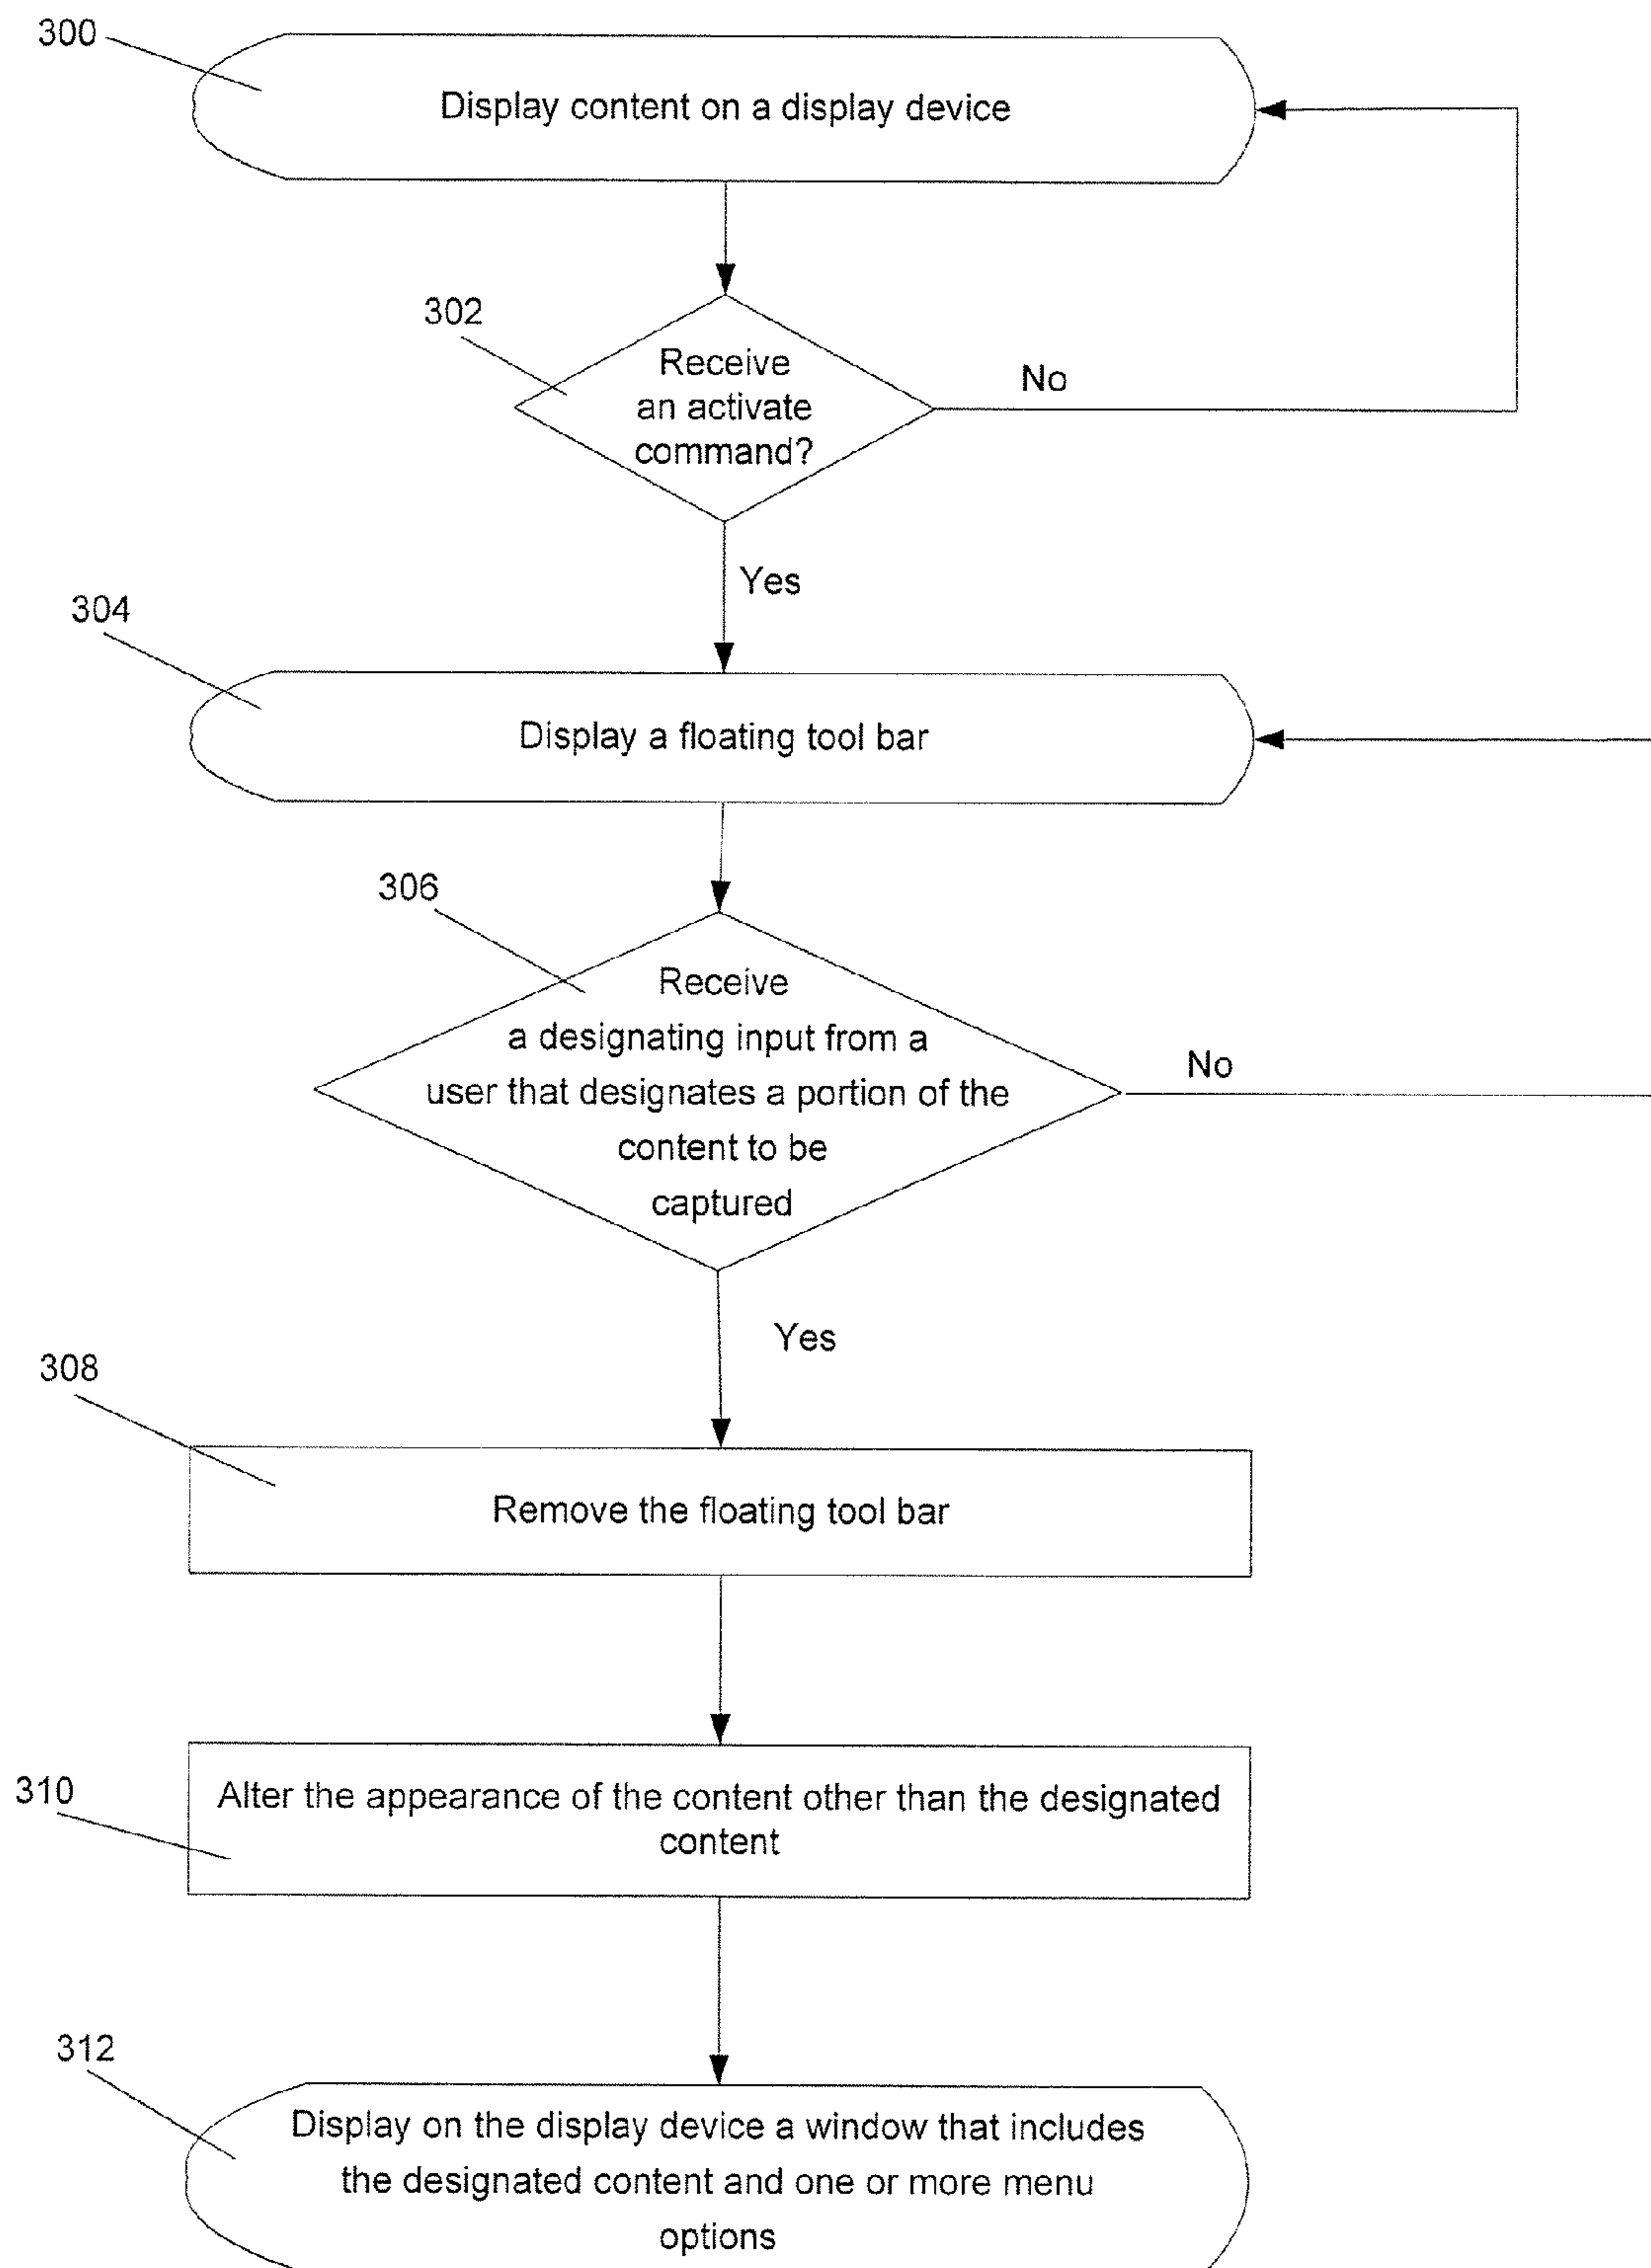 300
Display content on a display device
302
Receive
an activate
command?
No
Yes
304
Display a floating tool bar
306
Receive
a designating input from a
user that designates a portion of the
content to be
captured
No
Yes
308
Remove the floating tool bar
310
Alter the appearance of the content other than the designated
content
312
Display on the display device a window that includes
the designated content and one or more menu
options